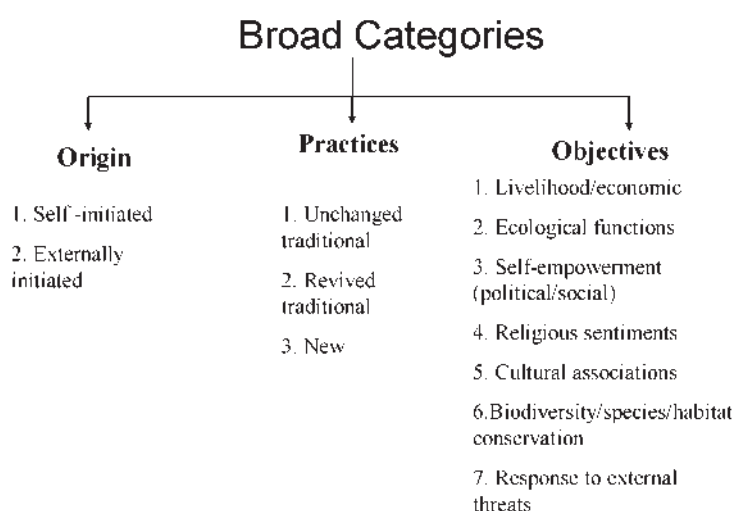 Broad Categories
Origin
1. Self -initiated
2. Externally
initiated
Practices
1. Unchanged
traditional
2. Revived
traditional
3. New
Objectives
1. Livelihood/economic
2. Ecological functions
3. Self-empowerment
(political/social)
4. Religious sentiments
5. Cultural associations
6.Biodiversity/species/habitat
conservation
7. Response to external
threats